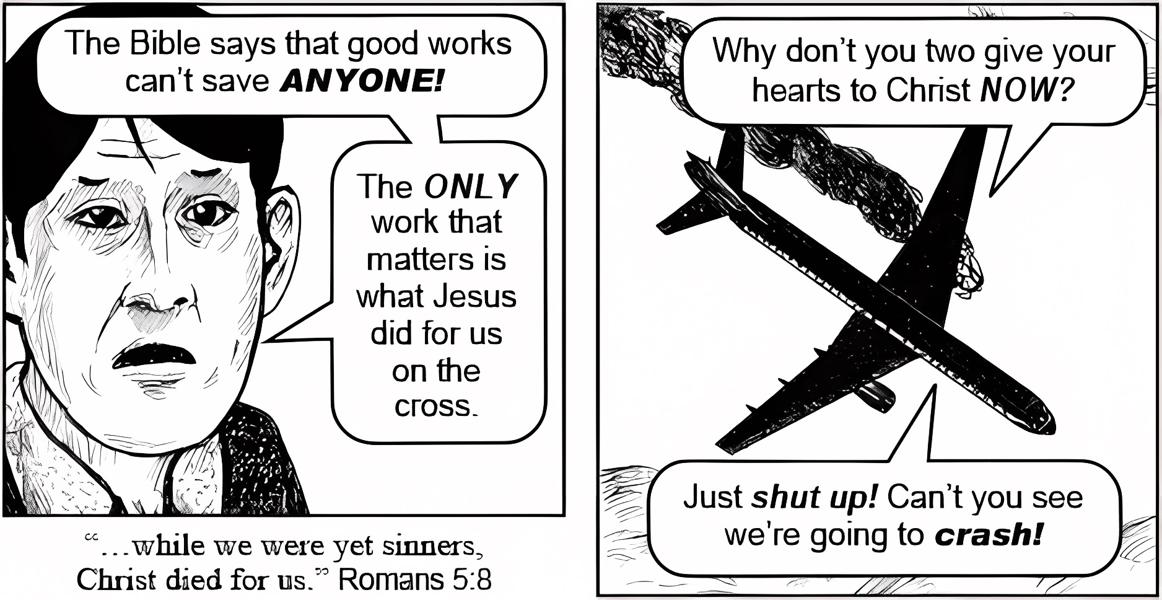 The Bible says that good works
can't save ANYONE!
The ONLY
work that
matters is
what Jesus
did for us
on the
cross.
“...while we were yet sinners,
Christ died for us.” Romans 5:8
Why don't you two give your
hearts to Christ NOW?
Just shut up! Can't you see
we're going to crash!